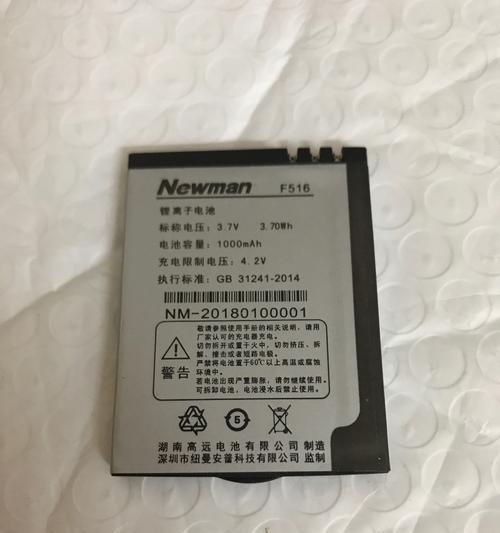 Newman F516
锂离子电池
标称电压: 3.7V 3.70Wh
电池容量: 1000mAh
充电限制电压: 4.2V
执行标准: GB 31241-2014
NM-20180100001
警告
请参照使用手册的相关说明，请用
厂家认可的充电器充电。
切勿拆开或置于火中，切勿挤压、拆
解、撞击或者短路电极。
严禁将电池置于60℃以上高温或腐蚀
环境中。
若电池出现严重膨胀，请勿继续使用。
可拆卸电池，电池浸水后禁止使用。
5
湖南高远电池有限公司 制造
深圳市纽曼安普科技有限公司 监制